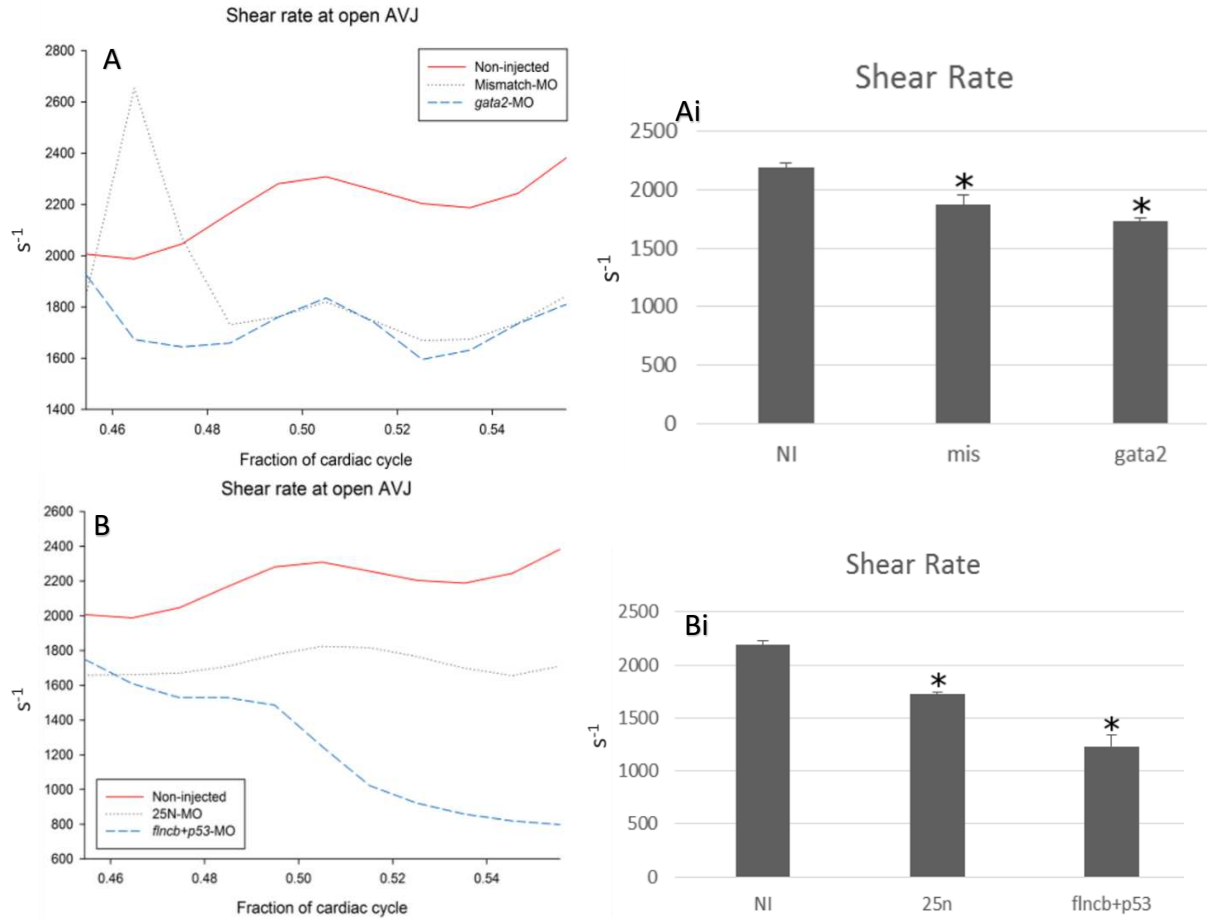 Shear rate at open AVJ
A
2800
2600
2400
2200
2000
1800
1600
1400
s-1
Non-injected
Mismatch-MO
gata2-MO
0.46 0.48 0.50 0.52 0.54
Fraction of cardiac cycle
Shear Rate
Ai
2500
2000
1500
1000
500
0
s-1
*
*
NI mis gata2
Shear rate at open AVJ
B
2600
2400
2200
2000
1800
1600
1400
1200
1000
800
600
s-1
Non-injected
25N-MO
flncb+p53-MO
0.46 0.48 0.50 0.52 0.54
Fraction of cardiac cycle
Shear Rate
Bi
2500
2000
1500
1000
500
0
s-1
*
*
NI 25n flncb+p53